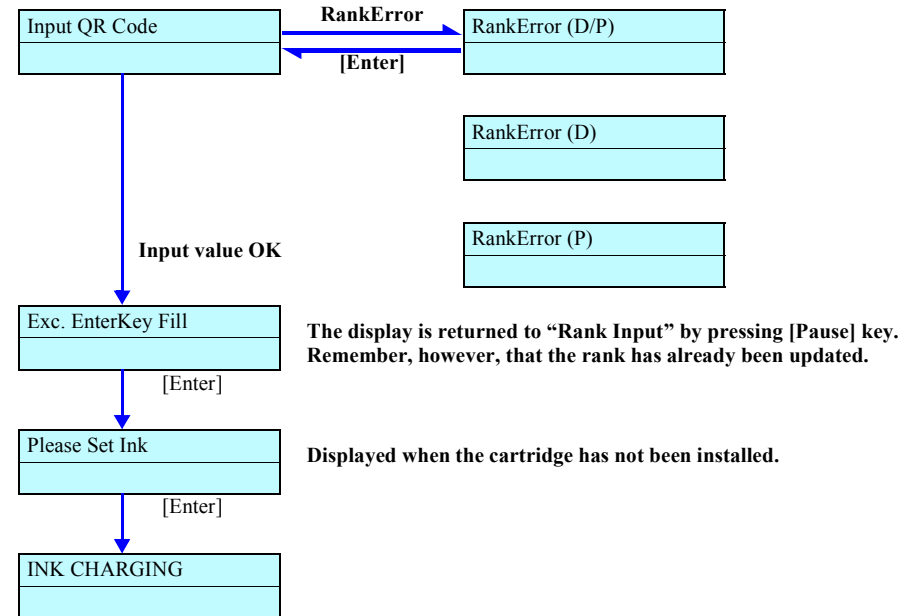 RankError
Input QR Code
RankError (D/P)
[Enter]
RankError (D)
RankError (P)
Input value OK
Exc. EnterKey Fill
The display is returned to “Rank Input” by pressing [Pause] key.
Remember, however, that the rank has already been updated.
[Enter]
Please Set Ink
Displayed when the cartridge has not been installed.
[Enter]
INK CHARGING